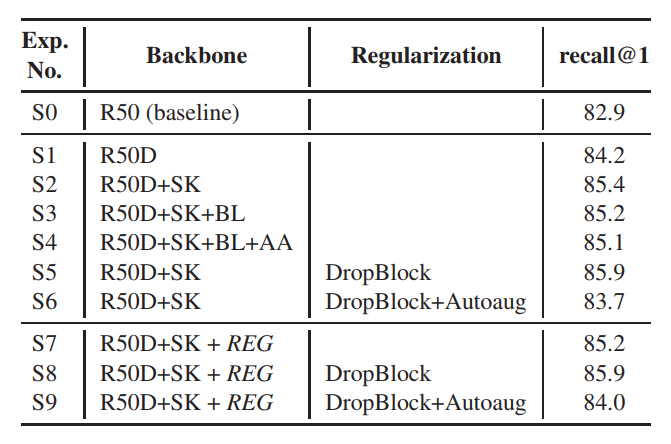 Exp. No. Backbone Regularization recall@1
S0 R50 (baseline) 82.9
S1 R50D 84.2
S2 R50D+SK 85.4
S3 R50D+SK+BL 85.2
S4 R50D+SK+BL+AA 85.1
S5 R50D+SK DropBlock 85.9
S6 R50D+SK DropBlock+Autoaug 83.7
S7 R50D+SK + REG 85.2
S8 R50D+SK + REG DropBlock 85.9
S9 R50D+SK + REG DropBlock+Autoaug 84.0